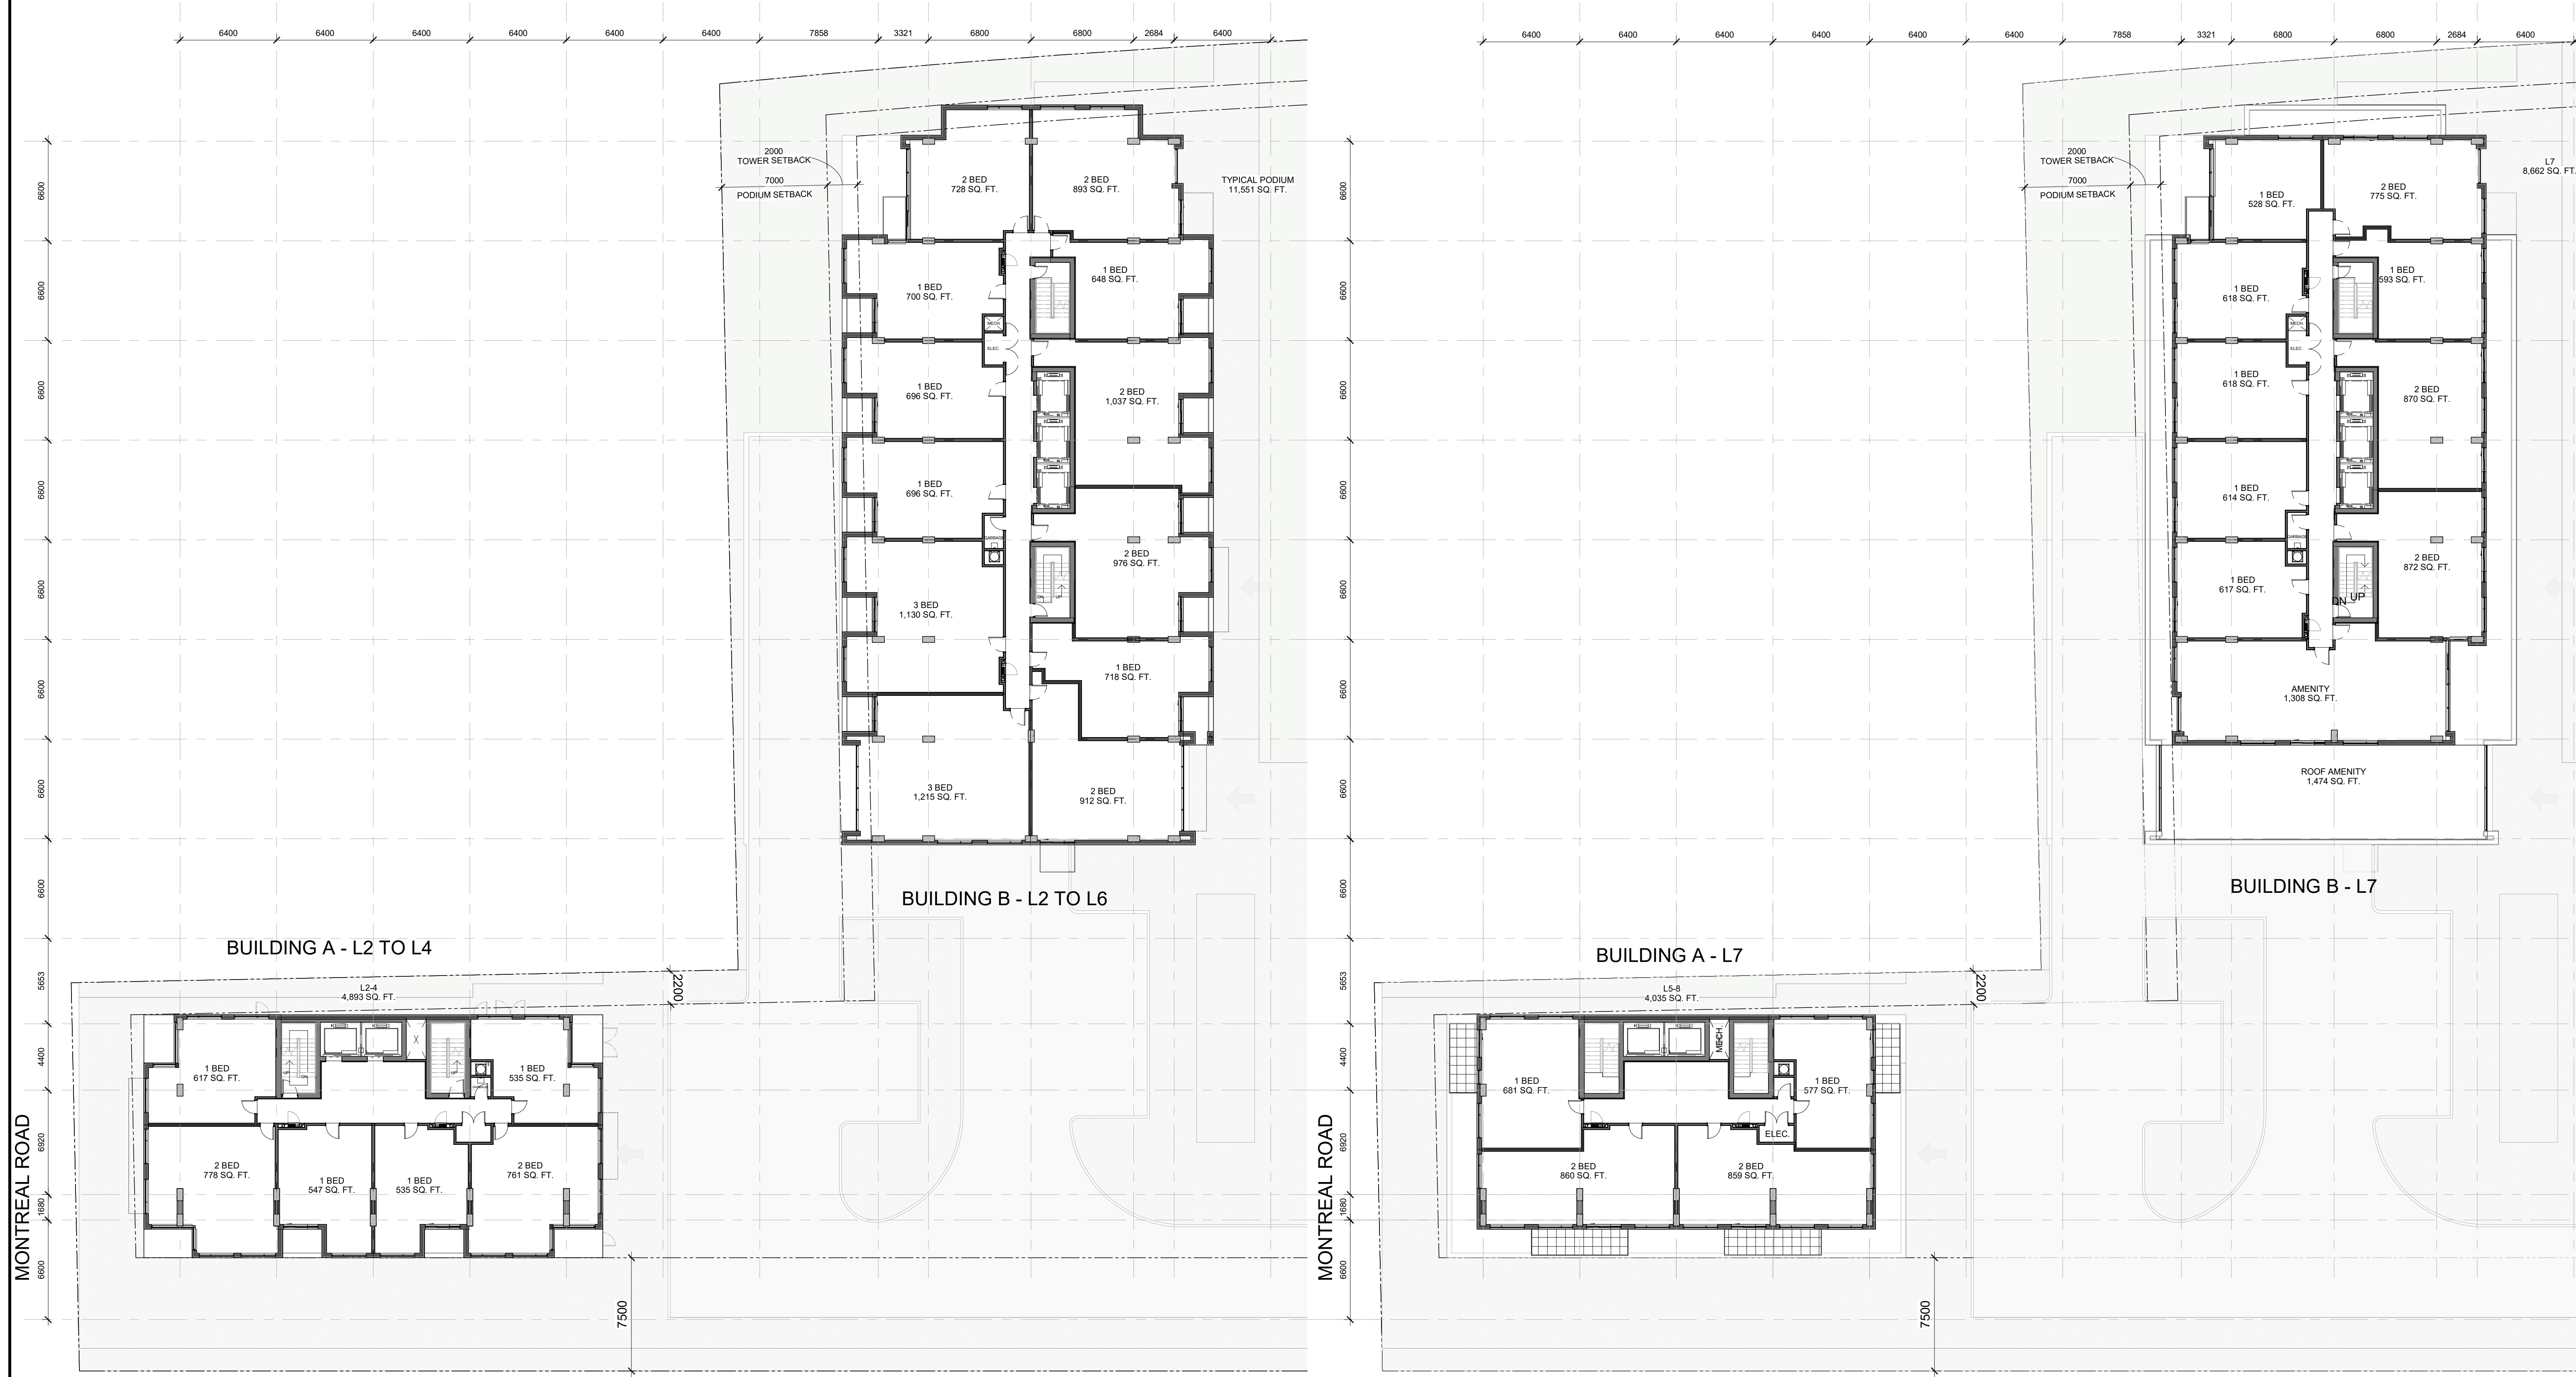 6400
6400
6400
6400
6400
6400
7858
3321
6800
6800
2684
6400
6600
6600
6600
6600
6600
6600
6600
6600
5653
4400
6920
1680
6600
2000
TOWER SETBACK
7000
PODIUM SETBACK
TYPICAL PODIUM
11,551 SQ. FT.
2 BED
728 SQ. FT.
2 BED
893 SQ. FT.
1 BED
700 SQ. FT.
1 BED
648 SQ. FT.
MECH.
ELEC.
1 BED
696 SQ. FT.
2 BED
1,037 SQ. FT.
1 BED
696 SQ. FT.
GARBAGE
2 BED
976 SQ. FT.
3 BED
1,130 SQ. FT.
DN
UP
1 BED
718 SQ. FT.
3 BED
1,215 SQ. FT.
2 BED
912 SQ. FT.
BUILDING B - L2 TO L6
BUILDING A - L2 TO L4
L2-4
4,893 SQ. FT.
2200
1 BED
617 SQ. FT.
UP
1 BED
535 SQ. FT.
2 BED
778 SQ. FT.
1 BED
547 SQ. FT.
1 BED
535 SQ. FT.
2 BED
761 SQ. FT.
MONTREAL ROAD
7500
6400
6400
6400
6400
6400
6400
7858
3321
6800
6800
2684
6400
6600
6600
6600
6600
6600
6600
6600
6600
5653
4400
6920
1680
6600
2000
TOWER SETBACK
7000
PODIUM SETBACK
L7
8,662 SQ. FT.
1 BED
528 SQ. FT.
2 BED
775 SQ. FT.
1 BED
618 SQ. FT.
1 BED
593 SQ. FT.
MECH.
ELEC.
1 BED
618 SQ. FT.
2 BED
870 SQ. FT.
1 BED
614 SQ. FT.
GARBAGE
2 BED
872 SQ. FT.
1 BED
617 SQ. FT.
DN UP
AMENITY
1,308 SQ. FT.
ROOF AMENITY
1,474 SQ. FT.
BUILDING B - L7
BUILDING A - L7
L5-8
4,035 SQ. FT.
2200
MECH.
1 BED
681 SQ. FT.
1 BED
577 SQ. FT.
ELEC.
2 BED
860 SQ. FT.
2 BED
859 SQ. FT.
MONTREAL ROAD
7500